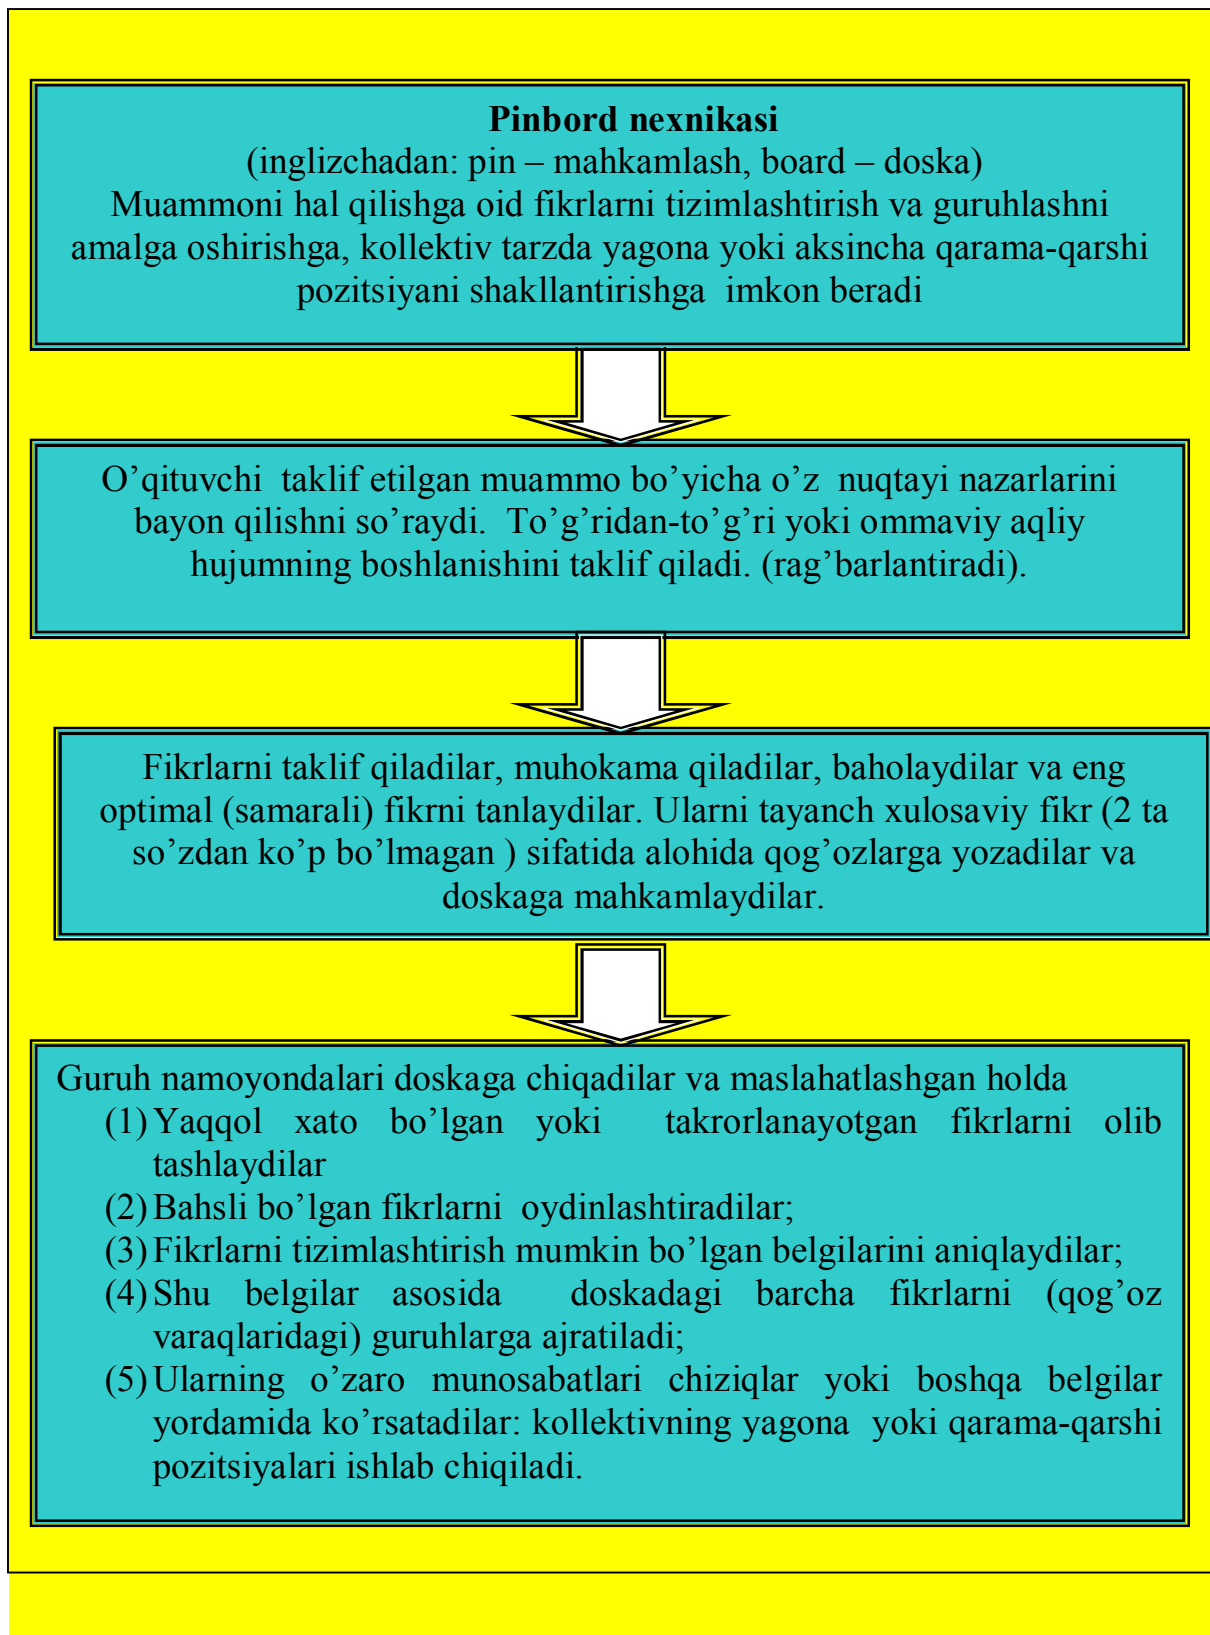 Pinbord nexnikasi
(inglizchadan: pin – mahkamlash, board – doska)
Muammoni hal qilishga oid fikrlarni tizimlashtirish va guruhlashni
amalga oshirishga, kollektiv tarzda yagona yoki aksincha qarama-qarshi
pozitsiyani shakllantirishga imkon beradi
O’qituvchi taklif etilgan muammo bo’yicha o’z nuqtayi nazarlarini
bayon qilishni so’raydi. To’g’ridan-to’g’ri yoki ommaviy aqliy
hujumning boshlanishini taklif qiladi. (rag’barlantiradi).
Fikrlarni taklif qiladilar, muhokama qiladilar, baholaydilar va eng
optimal (samarali) fikrni tanlaydilar. Ularni tayanch xulosaviy fikr (2 ta
so’zdan ko’p bo’lmagan ) sifatida alohida qog’ozlarga yozadilar va
doskaga mahkamlaydilar.
Guruh namoyondalari doskaga chiqadilar va maslahatlashgan holda
(1) Yaqqol xato bo’lgan yoki takrorlanayotgan fikrlarni olib
tashlaydilar
(2) Bahsli bo’lgan fikrlarni oydinlashtiradilar;
(3) Fikrlarni tizimlashtirish mumkin bo’lgan belgilarini aniqlaydilar;
(4) Shu belgilar asosida doskadagi barcha fikrlarni (qog’oz
varaqlaridagi) guruhlarga ajratiladi;
(5) Ularning o’zaro munosabatlari chiziqlar yoki boshqa belgilar
yordamida ko’rsatadilar: kollektivning yagona yoki qarama-qarshi
pozitsiyalari ishlab chiqiladi.